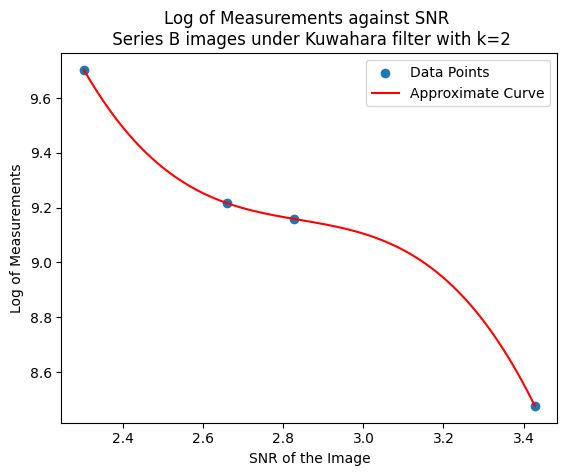 Log of Measurements against SNR
Series B images under Kuwahara filter with k=2
Data Points
Approximate Curve
9.6
9.4
9.2
9.0
8.8
8.6
Log of Measurements
2.4 2.6 2.8 3.0 3.2 3.4
SNR of the Image